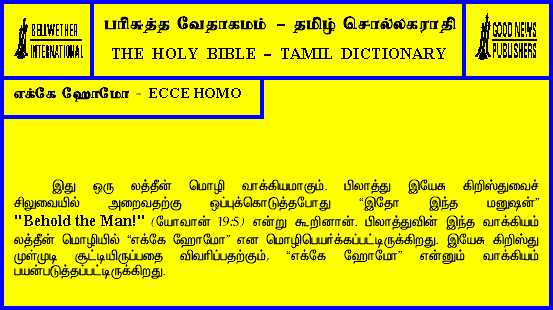 BELLWETHER
INTERNATIONAL
பரிசுத்த வேதாகமம் – தமிழ் சொல்லகராதி
THE HOLY BIBLE – TAMIL DICTIONARY
GOOD NEWS
PUBLISHERS
எக்கே ஹோமோ - ECCE HOMO
இது ஒரு லத்தீன் மொழி வாக்கியமாகும். பிலாத்து இயேசு கிறிஸ்துவைச்
சிலுவையில் அறைவதற்கு ஒப்புக்கொடுத்தபோது “இதோ இந்த மனுஷன்”
"Behold the Man!" (யோவான் 19:5) என்று கூறினான். பிலாத்துவின் இந்த வாக்கியம்
லத்தீன் மொழியில் “எக்கே ஹோமோ” என மொழிபெயர்க்கப்பட்டிருக்கிறது. இயேசு கிறிஸ்து
முள்முடி சூட்டியிருப்பதை விவரிப்பதற்கும், “எக்கே ஹோமோ” என்னும் வாக்கியம்
பயன்படுத்தப்பட்டிருக்கிறது.